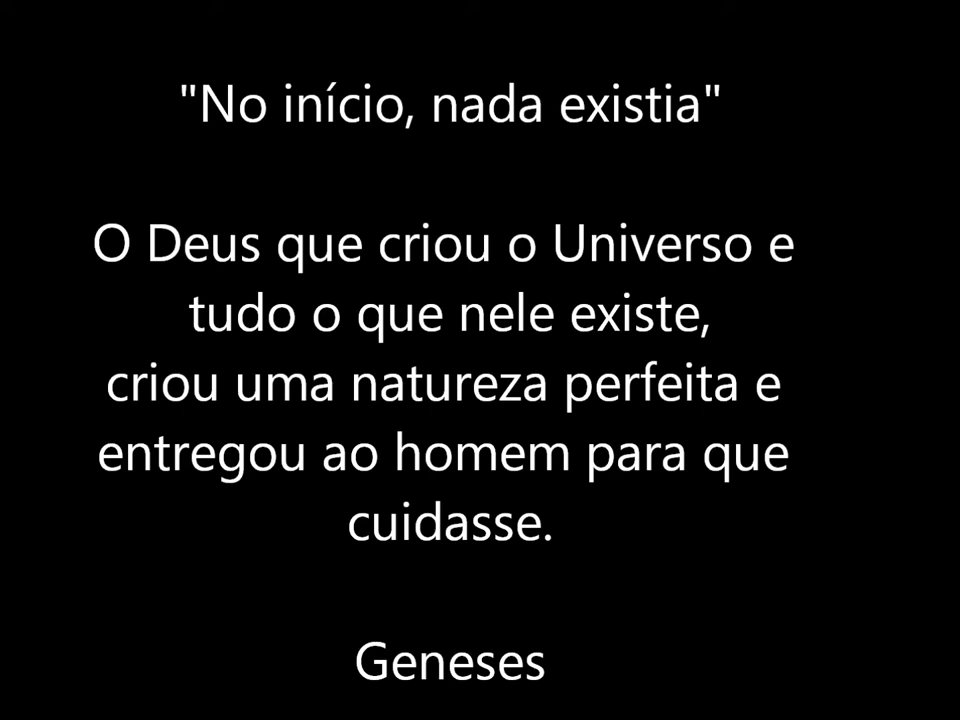 "No início, nada existia"
O Deus que criou o Universo e
tudo o que nele existe,
criou uma natureza perfeita e
entregou ao homem para que
cuidasse.
Geneses